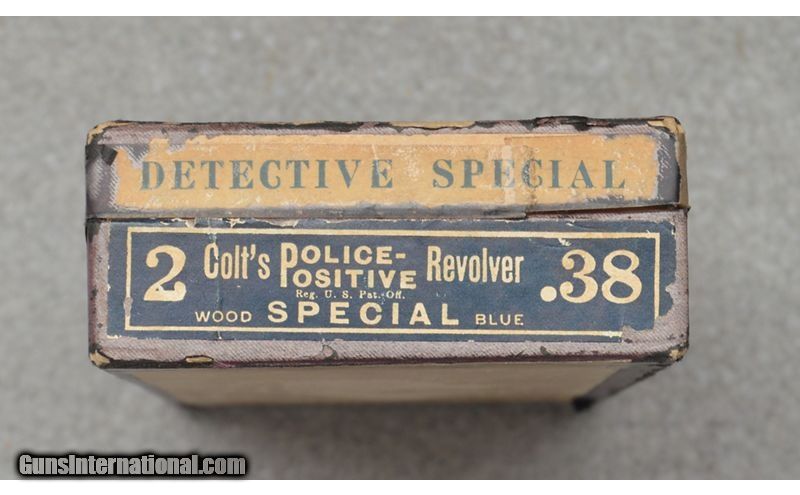 DETECTIVE SPECIAL
2 Colt's POLICE-POSITIVE Revolver .38
Reg. U. S. Pat. Off.
WOOD SPECIAL BLUE
GunsInternational.com